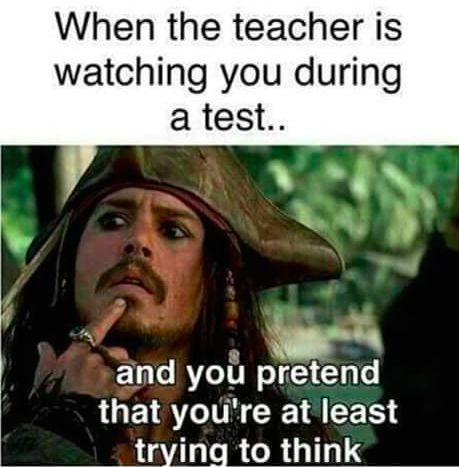 When the teacher is
watching you during
a test..
and you pretend
that you're at least
trying to think